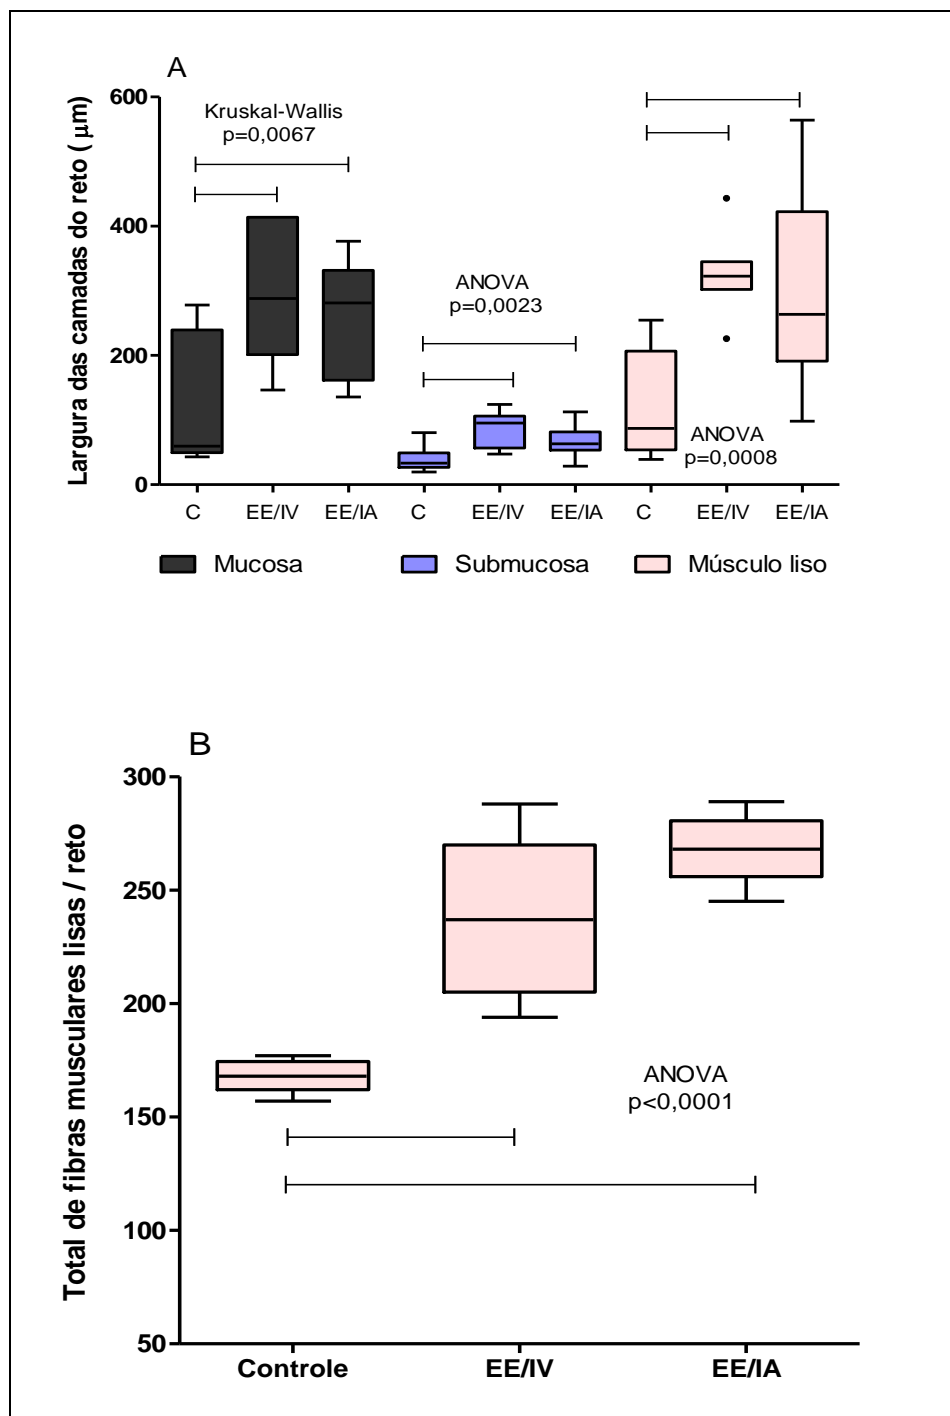 A
Largura das camadas do reto ( μm)
600
400
200
0
Kruskal-Wallis
p=0,0067
ANOVA
p=0,0023
ANOVA
p=0,0008
C EE/IV EE/IA C EE/IV EE/IA C EE/IV EE/IA
Mucosa Submucosa Músculo liso
B
Total de fibras musculares lisas / reto
300
250
200
150
100
50
ANOVA
p<0,0001
Controle EE/IV EE/IA